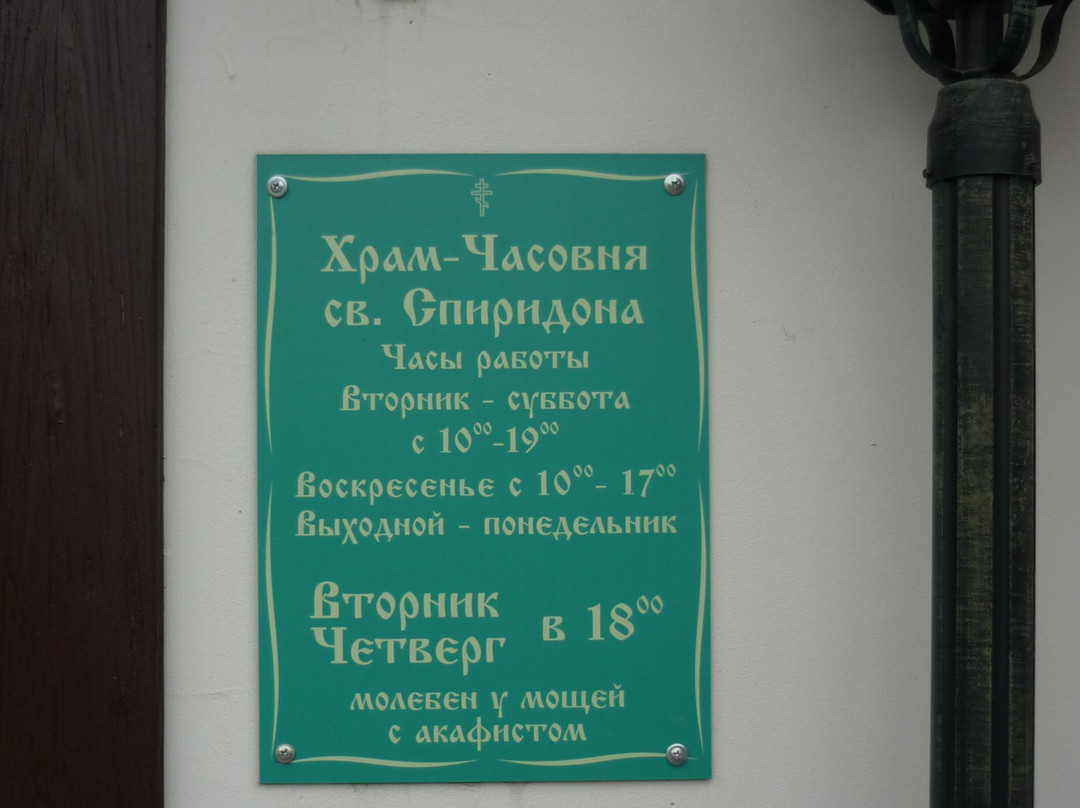 Храм-Часовня
св. Спиридона
Часы работы
Вторник - суббота
с 10⁰⁰-19⁰⁰
Воскресенье с 10⁰⁰- 17⁰⁰
Выходной - понедельник
Вторник
Четверг
в 18⁰⁰
молебен у мощей
с акафистом